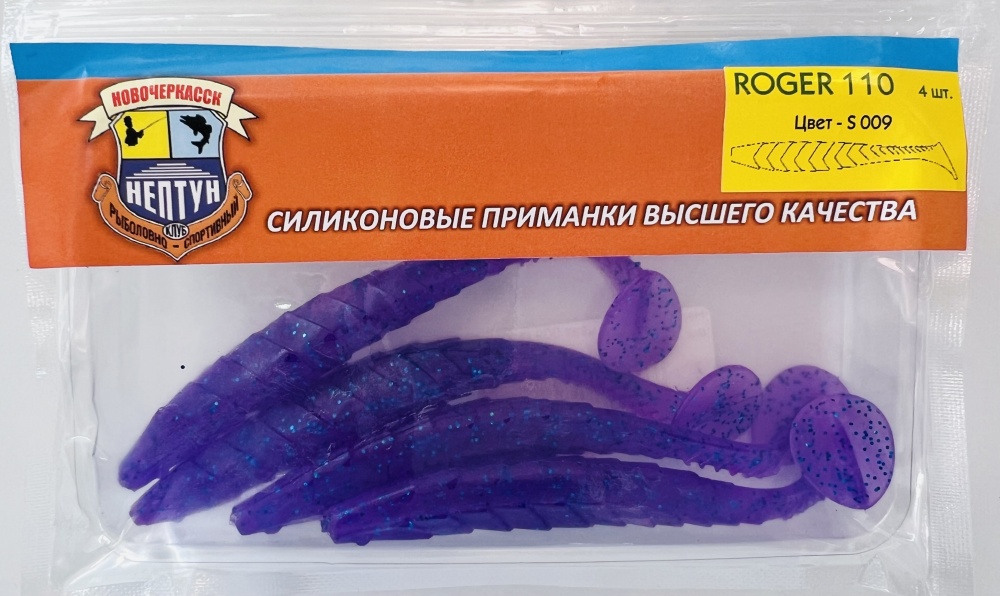 НОВОЧЕРКАССК
НЕПТУН
РЫБОЛОВНО - СПОРТИВНЫЙ
КЛУБ
СИЛИКОНОВЫЕ ПРИМАНКИ ВЫСШЕГО КАЧЕСТВА
ROGER 110 4 шт.
Цвет - S 009